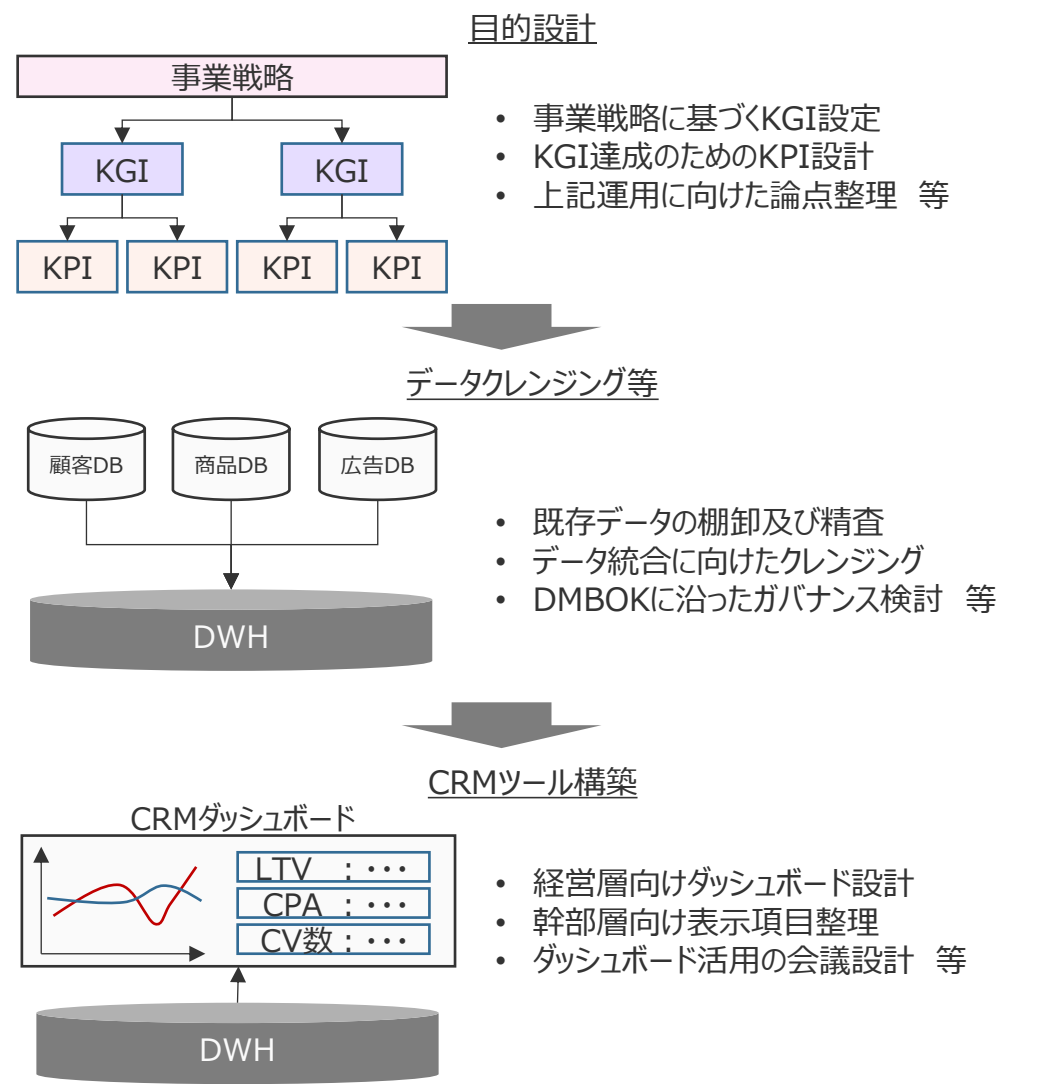 目的設計
事業戦略
KGI
KGI
KPI
KPI
KPI
KPI
• 事業戦略に基づくKGI設定
• KGI達成のためのKPI設計
• 上記運用に向けた論点整理　等
データクレンジング等
顧客DB
商品DB
広告DB
DWH
• 既存データの棚卸及び精査
• データ統合に向けたクレンジング
• DMBOKに沿ったガバナンス検討　等
CRMツール構築
CRMダッシュボード
LTV　：・・・
CPA　：・・・
CV数：・・・
DWH
• 経営層向けダッシュボード設計
• 幹部層向け表示項目整理
• ダッシュボード活用の会議設計　等